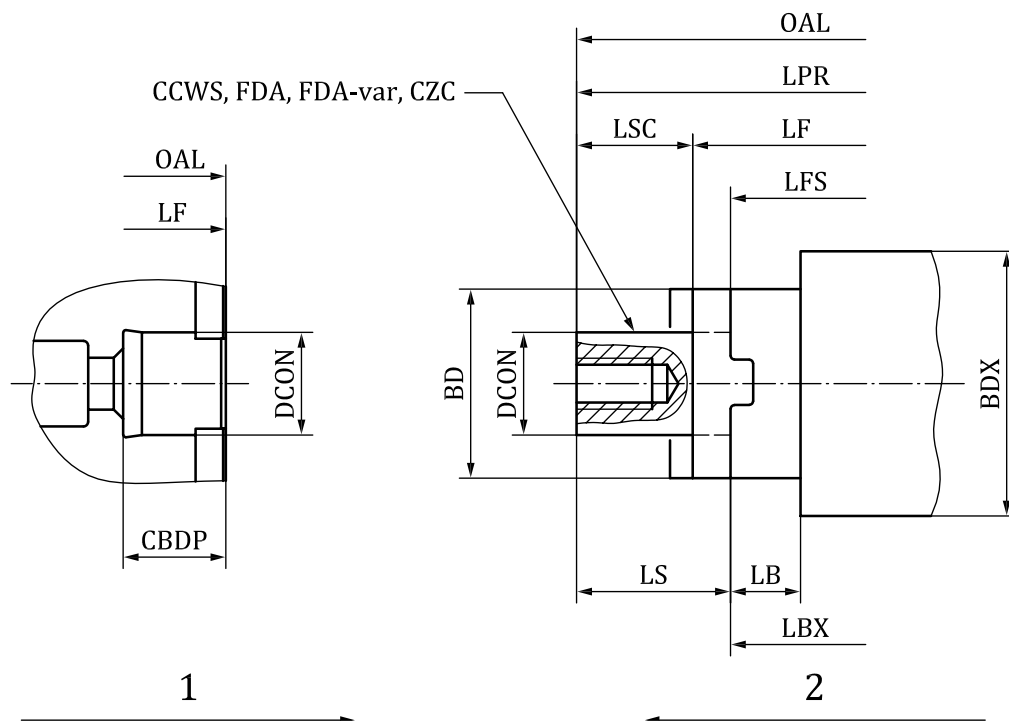 OAL
LPR
CCWS, FDA, FDA-var, CZC
LSC
LF
OAL
LFS
LF
DCON
BD
DCON
BDX
CBDP
LS
LB
LBX
1
2